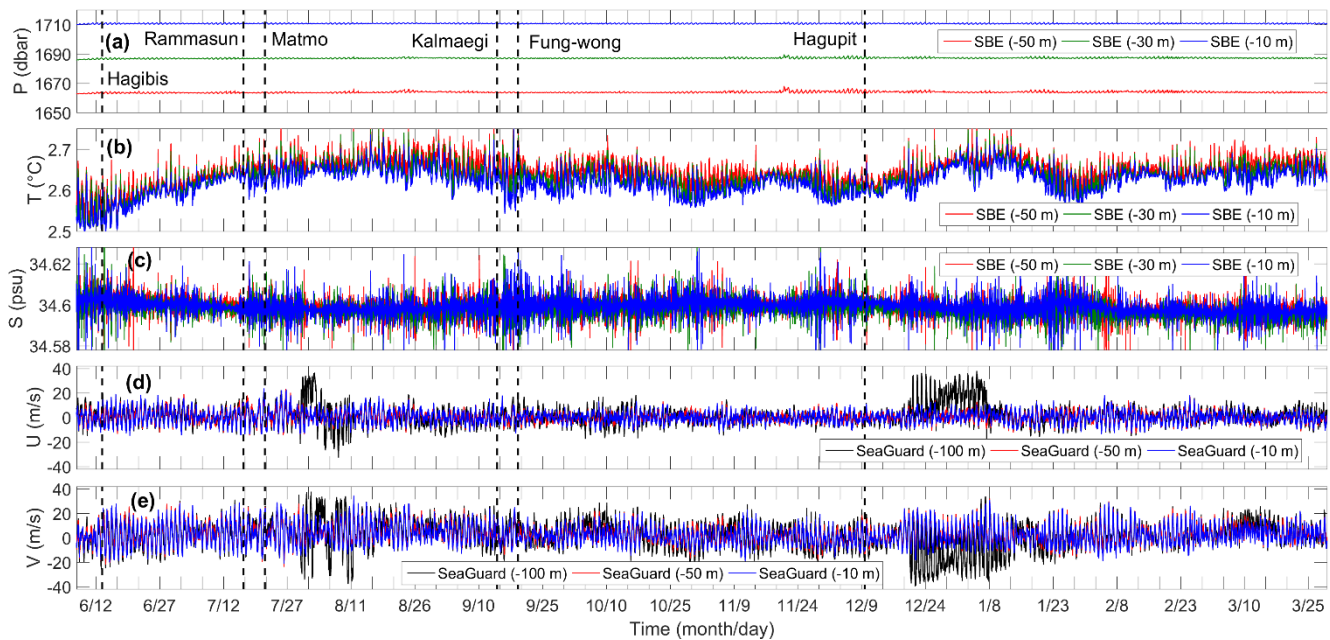 1710
1690
1670
1650
P (dbar)
(a)
Hagibis
Rammasun
Matmo
Kalmaegi
Fung-wong
Hagupit
SBE (-50 m) SBE (-30 m) SBE (-10 m)
2.7
2.6
2.5
T (°C)
(b)
SBE (-50 m) SBE (-30 m) SBE (-10 m)
34.62
34.6
34.58
S (psu)
(c)
SBE (-50 m) SBE (-30 m) SBE (-10 m)
40
20
0
-20
-40
U (m/s)
(d)
SeaGuard (-100 m) SeaGuard (-50 m) SeaGuard (-10 m)
40
20
0
-20
-40
V (m/s)
(e)
SeaGuard (-100 m) SeaGuard (-50 m) SeaGuard (-10 m)
6/12 6/27 7/12 7/27 8/11 8/26 9/10 9/25 10/10 10/25 11/9 11/24 12/9 12/24 1/8 1/23 2/8 2/23 3/10 3/25
Time (month/day)